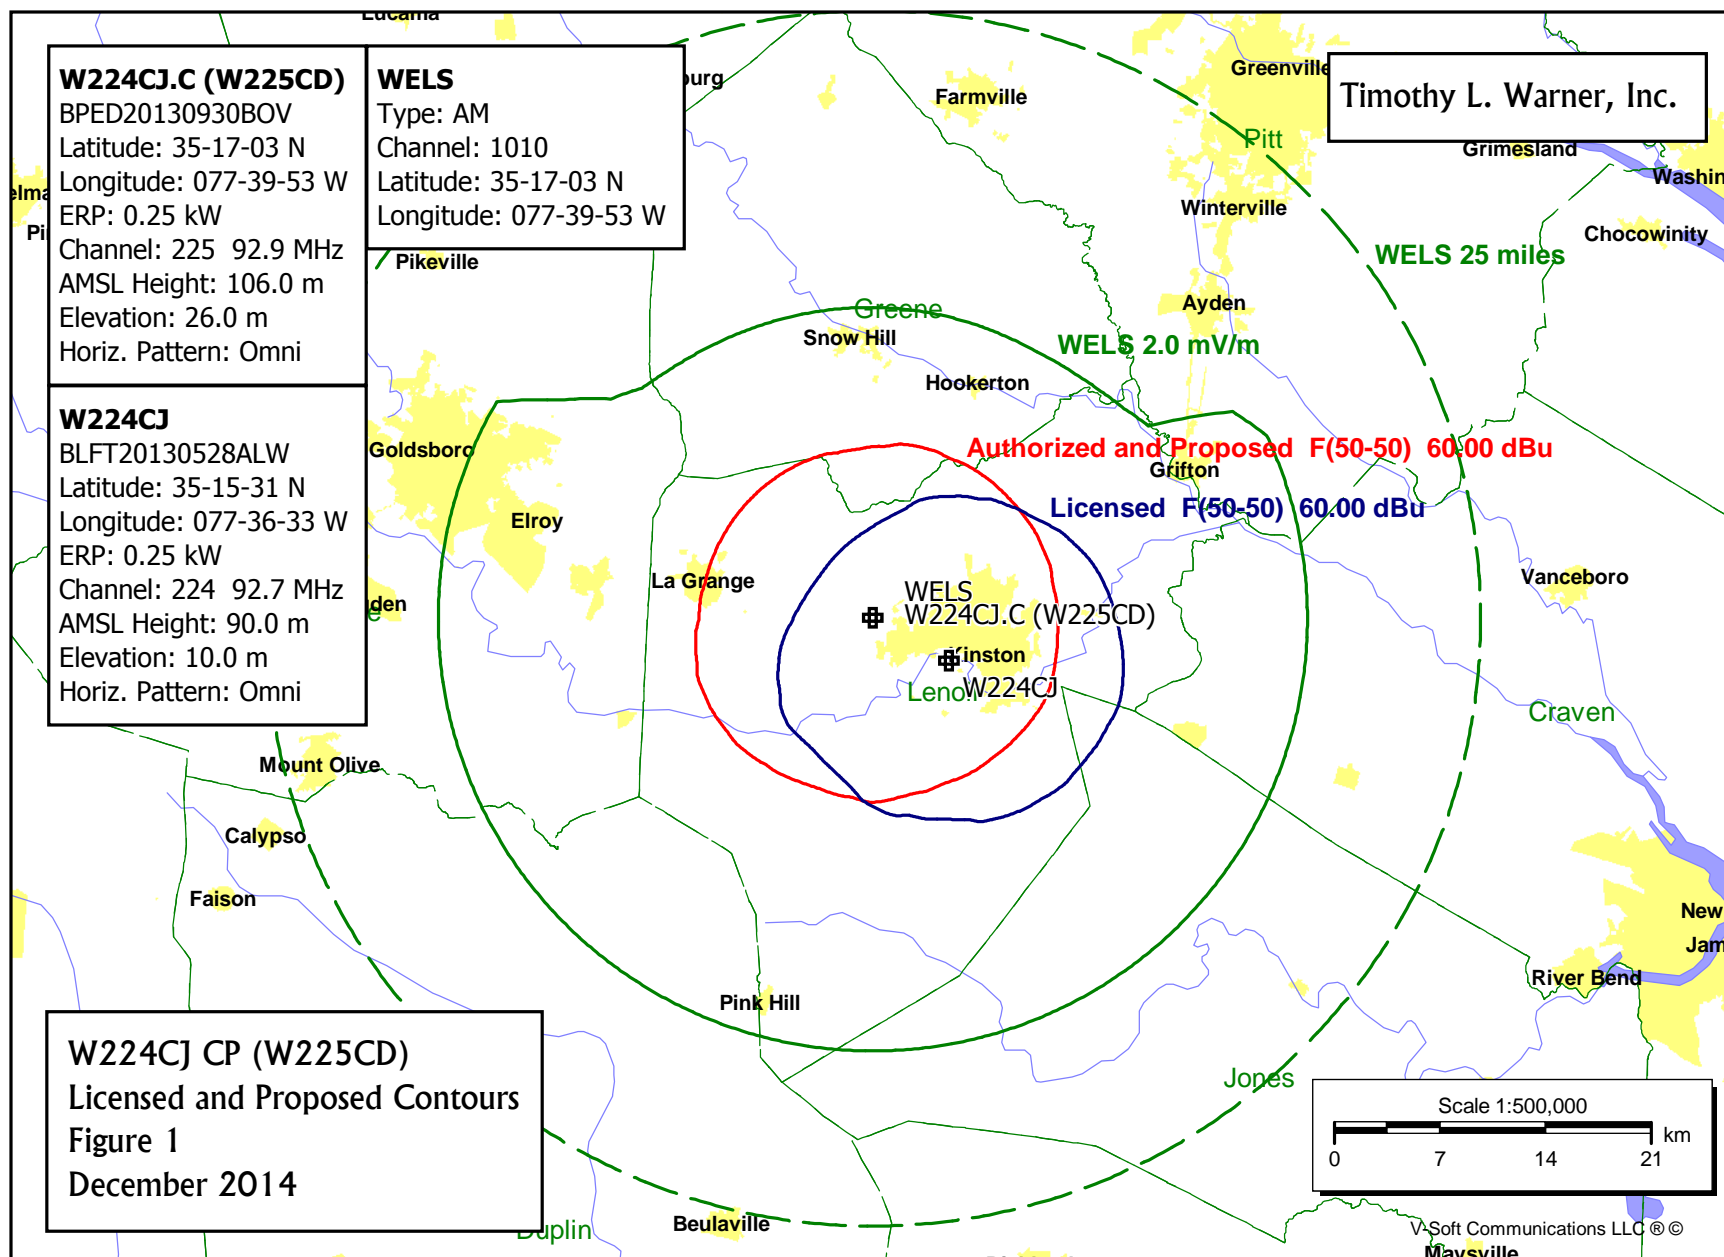 Lucama
W224CJ.C (W225CD)
BPED20130930BOV
Latitude: 35-17-03 N
Longitude: 077-39-53 W
ERP: 0.25 kW
Channel: 225 92.9 MHz
AMSL Height: 106.0 m
Elevation: 26.0 m
Horiz. Pattern: Omni
WELS
Type: AM
Channel: 1010
Latitude: 35-17-03 N
Longitude: 077-39-53 W
W224CJ
BLFT20130528ALW
Latitude: 35-15-31 N
Longitude: 077-36-33 W
ERP: 0.25 kW
Channel: 224 92.7 MHz
AMSL Height: 90.0 m
Elevation: 10.0 m
Horiz. Pattern: Omni
Timothy L. Warner, Inc.
burg
Farmville
Greenville
Pitt
Grimesland
Washin
elma
Pi
Winterville
Chocowinity
WELS 25 miles
Pikeville
Ayden
Greene
Snow Hill
WELS 2.0 mV/m
Hookerton
Goldsboro
Authorized and Proposed F(50-50) 60.00 dBu
Grifton
Licensed F(50-50) 60.00 dBu
Elroy
La Grange
Vanceboro
WELS
W224CJ.C (W225CD)
den
e
Kinston
W224CJ
Lenoir
Craven
Mount Olive
Calypso
Faison
New
Jam
River Bend
Pink Hill
Jones
W224CJ CP (W225CD)
Licensed and Proposed Contours
Figure 1
December 2014
Scale 1:500,000
km
0 7 14 21
Duplin
Beulaville
V-Soft Communications LLC ® ©
Maysville